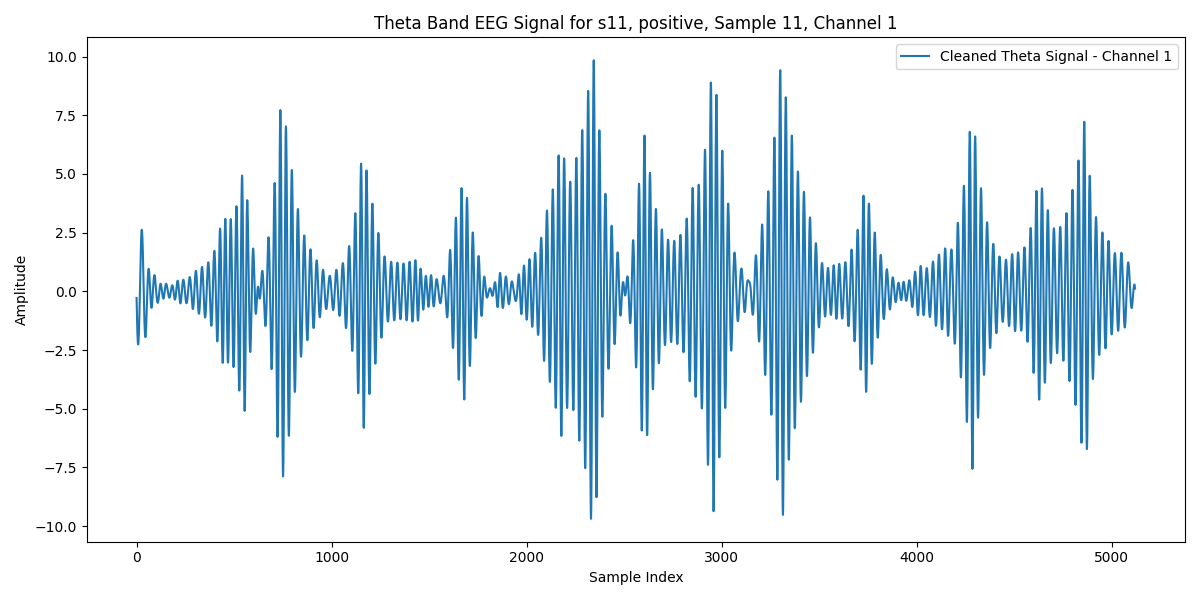 Theta Band EEG Signal for s11, positive, Sample 11, Channel 1
Cleaned Theta Signal - Channel 1
10.0
7.5
5.0
2.5
0.0
−2.5
−5.0
−7.5
−10.0
Amplitude
0 1000 2000 3000 4000 5000
Sample Index